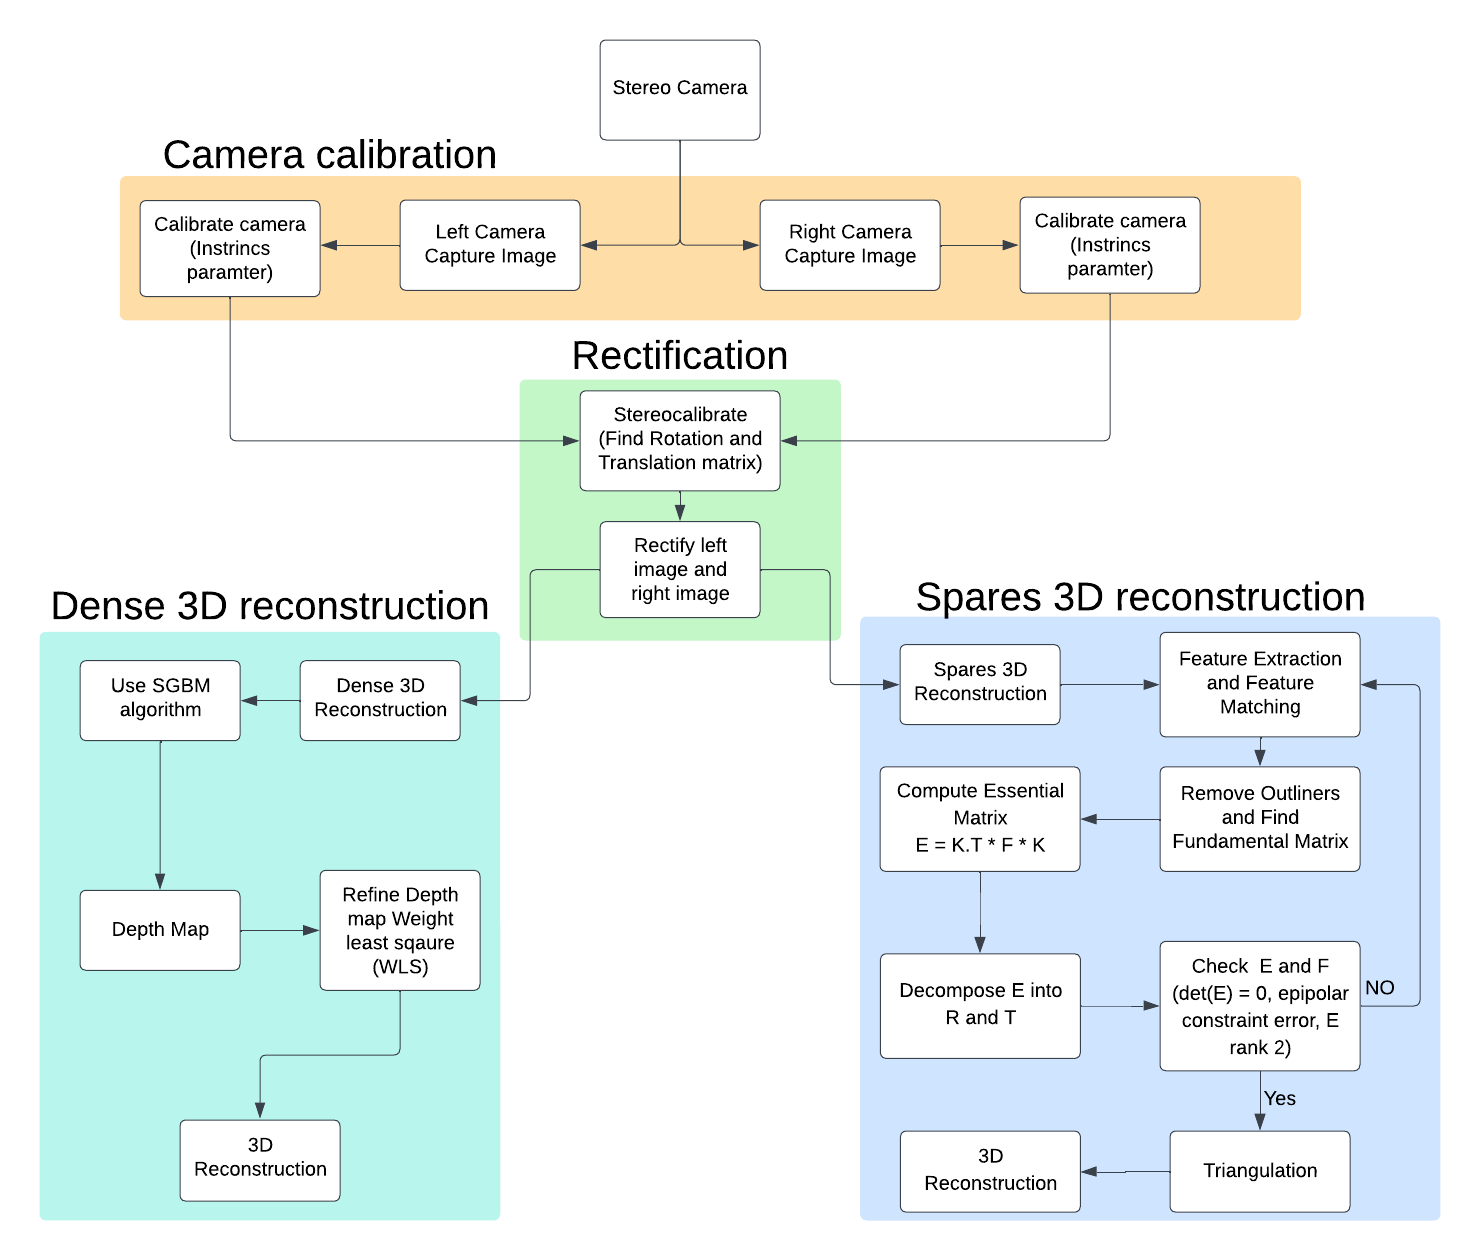 Stereo Camera
Camera calibration
Calibrate camera
(Instrincs
paramter)
Left Camera
Capture Image
Right Camera
Capture Image
Calibrate camera
(Instrincs
paramter)
Rectification
Stereocalibrate
(Find Rotation and
Translation matrix)
Rectify left
image and
right image
Dense 3D reconstruction
Use SGBM
algorithm
Dense 3D
Reconstruction
Depth Map
Refine Depth
map Weight
least sqaure
(WLS)
3D
Reconstruction
Spares 3D reconstruction
Spares 3D
Reconstruction
Feature Extraction
and Feature
Matching
Compute Essential
Matrix
E = K.T * F * K
Remove Outliners
and Find
Fundamental Matrix
Decompose E into
R and T
Check  E and F
(det(E) = 0, epipolar
constraint error, E
rank 2)
NO
Yes
3D
Reconstruction
Triangulation